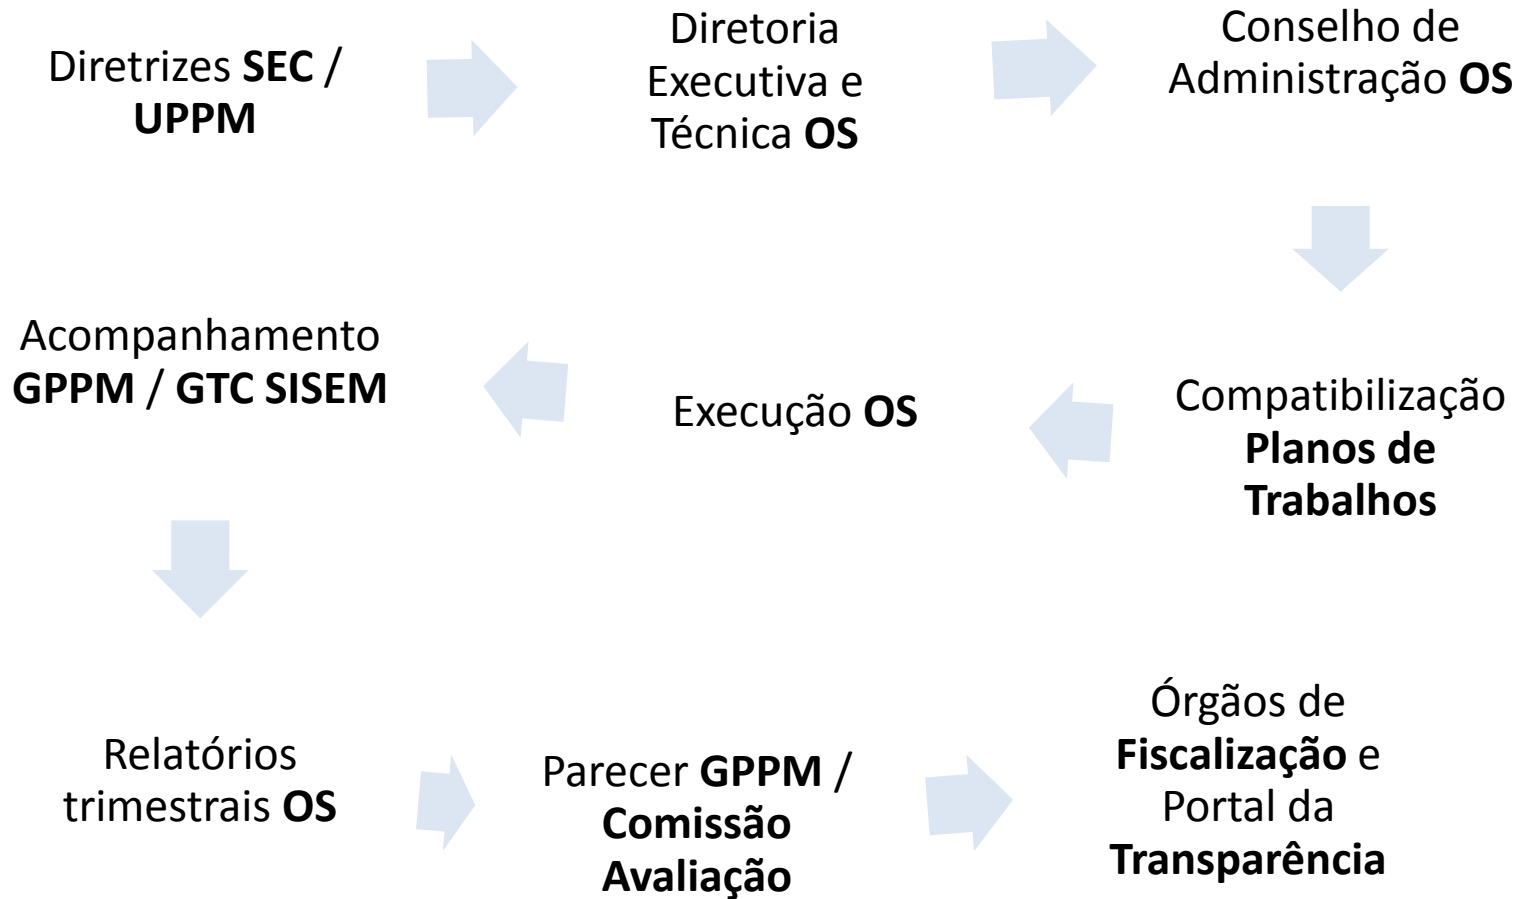 Diretrizes SEC /
UPPM
Diretoria
Executiva e
Técnica OS
Conselho de
Administração OS
Compatibilização
Planos de
Trabalhos
Execução OS
Acompanhamento
GPPM / GTC SISEM
Relatórios
trimestrais OS
Parecer GPPM /
Comissão
Avaliação
Órgãos de
Fiscalização e
Portal da
Transparência